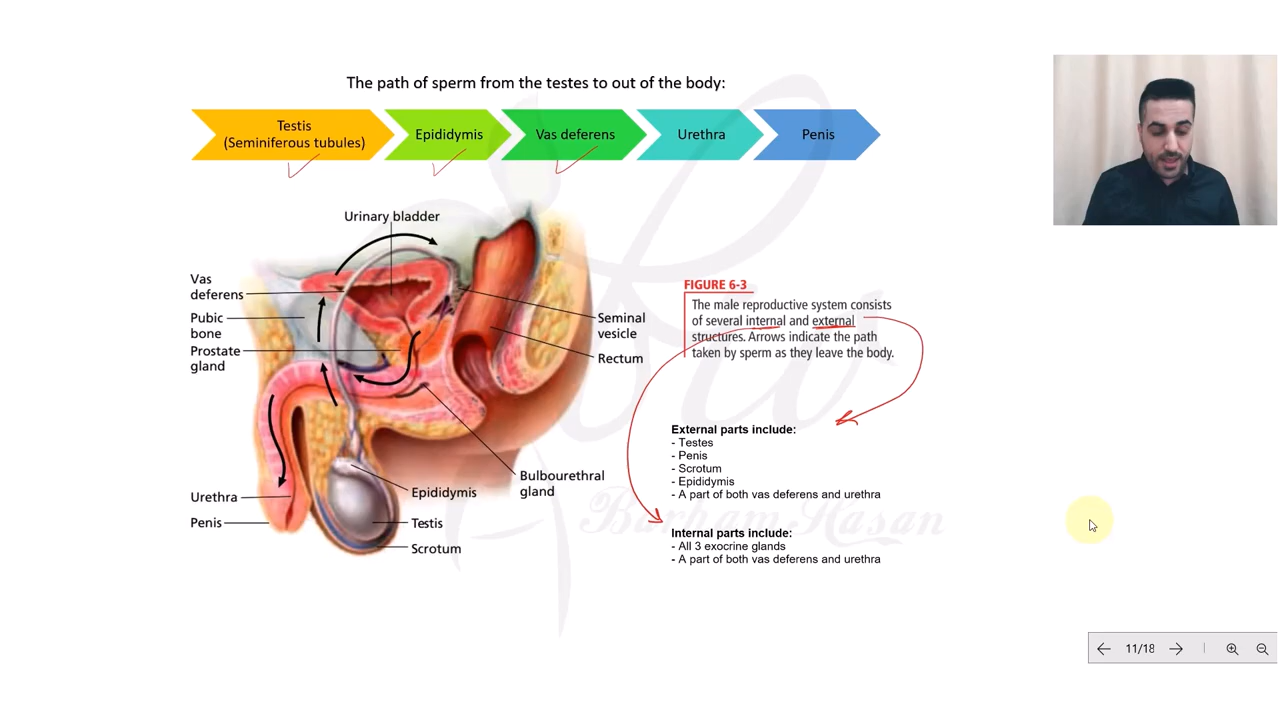 The path of sperm from the testes to out of the body:
Testis
(Seminiferous tubules)
Epididymis
Vas deferens
Urethra
Penis
Urinary bladder
Vas
deferens
Pubic
bone
Prostate
gland
Seminal
vesicle
Rectum
Bulbourethral
gland
Urethra
Penis
Epididymis
Testis
Scrotum
FIGURE 6-3
The male reproductive system consists
of several internal and external
structures. Arrows indicate the path
taken by sperm as they leave the body.
External parts include:
- Testes
- Penis
- Scrotum
- Epididymis
- A part of both vas deferens and urethra
Barham Hasan
Internal parts include:
- All 3 exocrine glands
- A part of both vas deferens and urethra
11/18